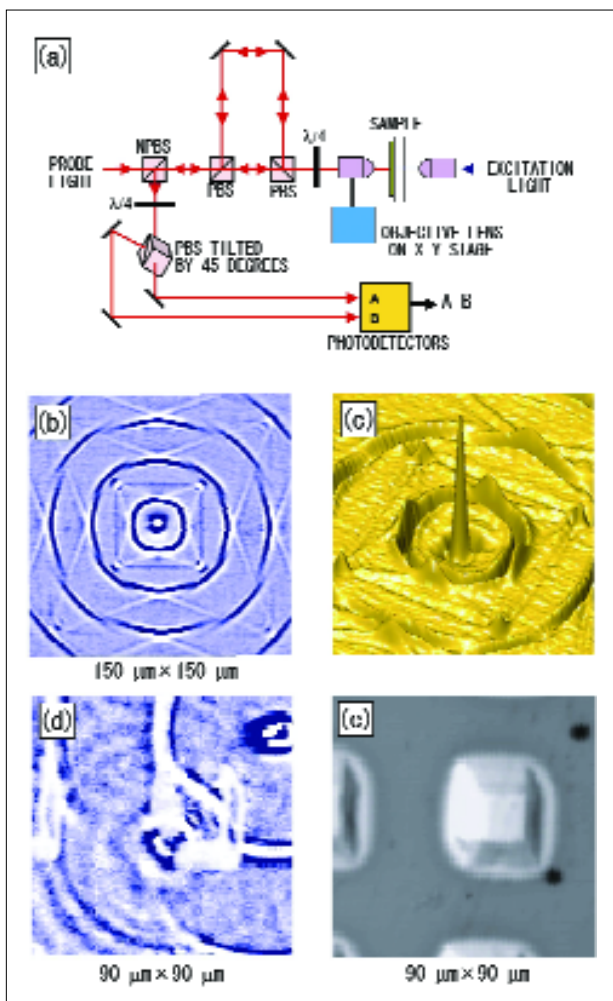 (a)
NPBS
λ/4
SAMPLE
PROBE
LIGHT
PBS
PBS
EXCITATION
LIGHT
λ/4
PBS TILTED
BY 45 DEGREES
OBJECTIVE LENS
ON X Y STAGE
A
B
A B
PHOTODETECTORS
(b)
(c)
150 μm×150 μm
(d)
(e)
90 μm×90 μm
90 μm×90 μm